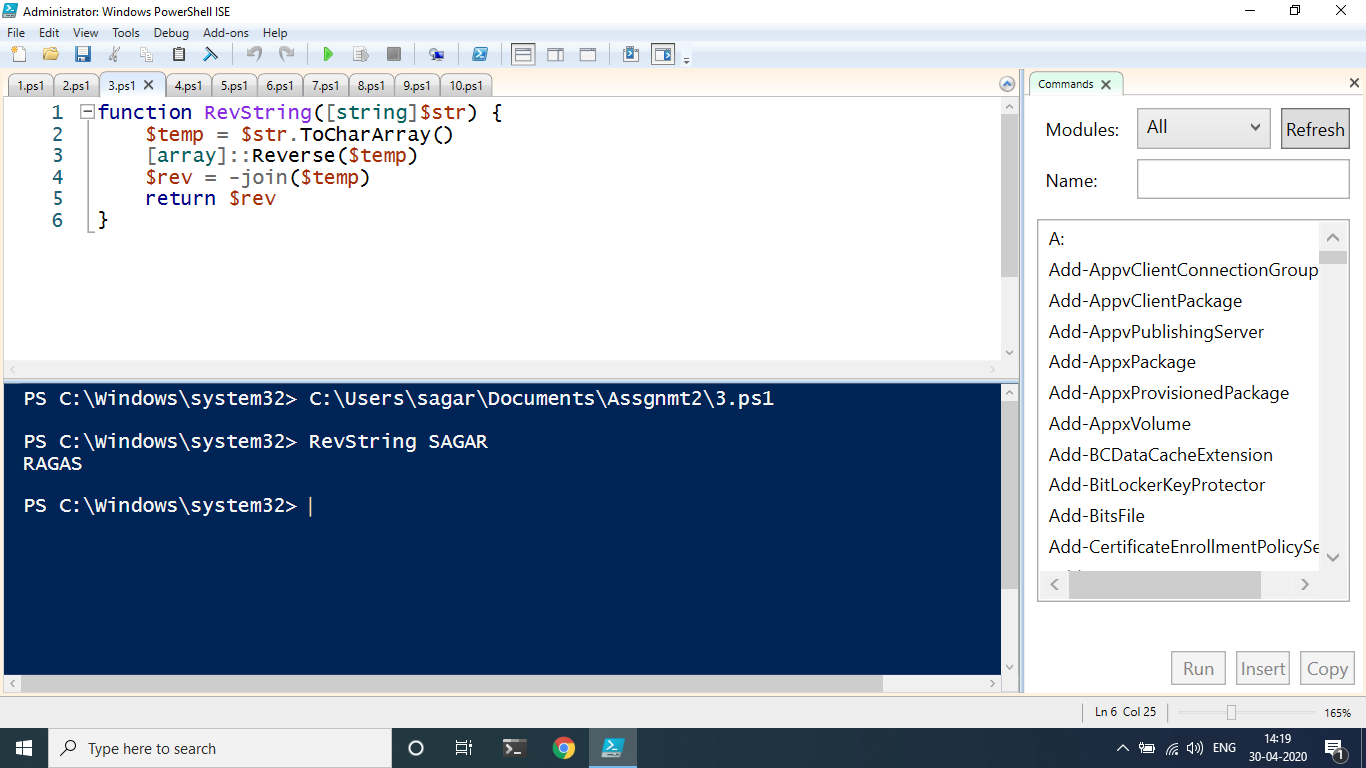 Administrator: Windows PowerShell ISE
File Edit View Tools Debug Add-ons Help
1.ps1 2.ps1 3.ps1 4.ps1 5.ps1 6.ps1 7.ps1 8.ps1 9.ps1 10.ps1
1 function RevString([string]$str) {
2 $temp = $str.ToCharArray()
3 [array]::Reverse($temp)
4 $rev = -join($temp)
5 return $rev
6 }
PS C:\Windows\system32> C:\Users\sagar\Documents\Assgnmt2\3.ps1
PS C:\Windows\system32> RevString SAGAR
RAGAS
PS C:\Windows\system32>
Commands
Modules: All Refresh
Name:
A:
Add-AppvClientConnectionGroup
Add-AppvClientPackage
Add-AppvPublishingServer
Add-AppxPackage
Add-AppxProvisionedPackage
Add-AppxVolume
Add-BCDataCacheExtension
Add-BitLockerKeyProtector
Add-BitsFile
Add-CertificateEnrollmentPolicySe
Run Insert Copy
Ln 6 Col 25 165%
Type here to search
ENG
14:19
30-04-2020
1